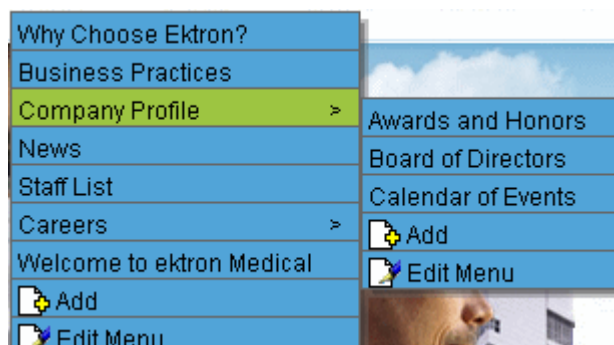 Why Choose Ektron?
Business Practices
Company Profile >
News
Staff List
Careers >
Welcome to ektron Medical
Add
Edit Menu
Awards and Honors
Board of Directors
Calendar of Events
Add
Edit Menu